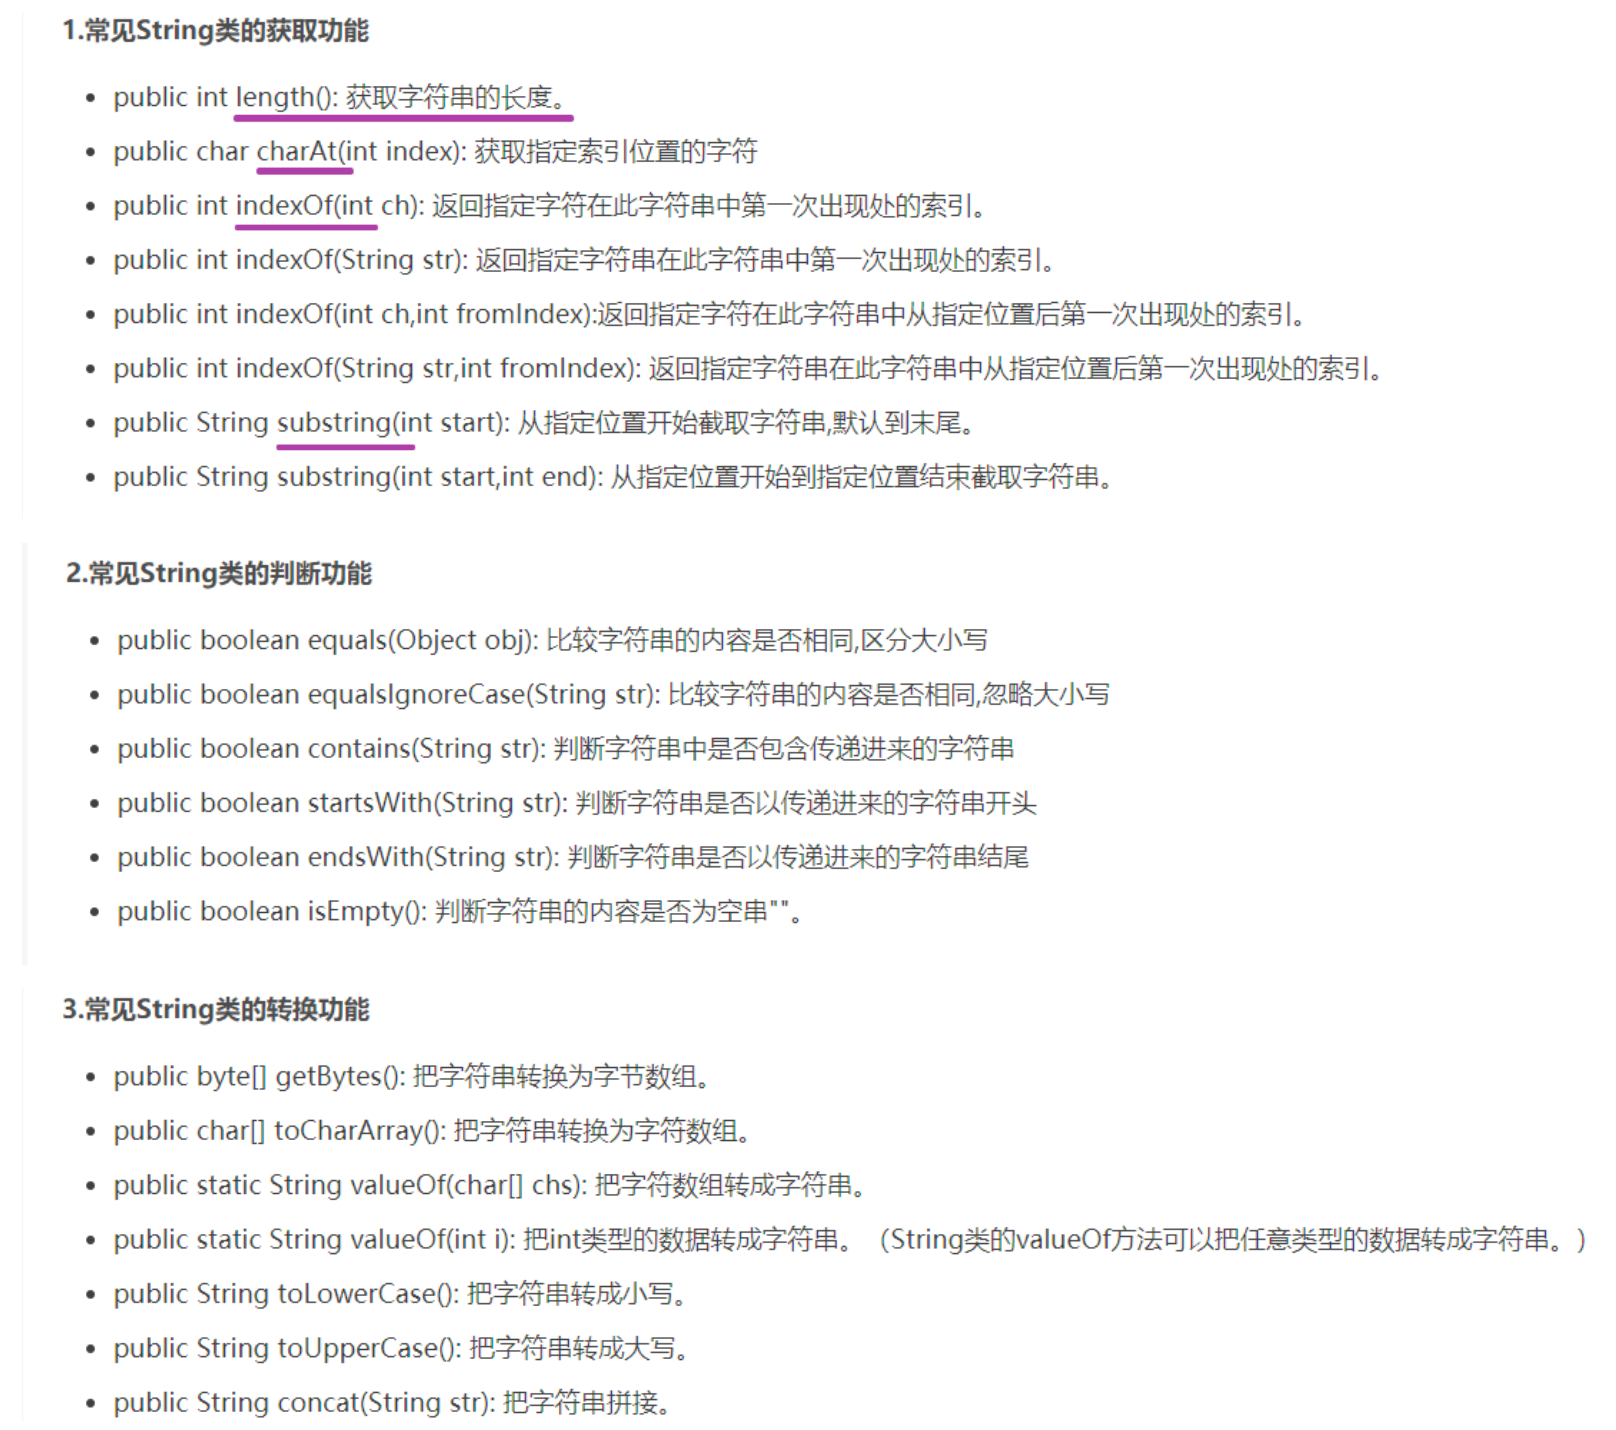 1.常见String类的获取功能
public int length(): 获取字符串的长度。
public char charAt(int index): 获取指定索引位置的字符
public int indexOf(int ch): 返回指定字符在此字符串中第一次出现处的索引。
public int indexOf(String str): 返回指定字符串在此字符串中第一次出现处的索引。
public int indexOf(int ch,int fromIndex):返回指定字符在此字符串中从指定位置后第一次出现处的索引。
public int indexOf(String str,int fromIndex): 返回指定字符串在此字符串中从指定位置后第一次出现处的索引。
public String substring(int start): 从指定位置开始截取字符串,默认到末尾。
public String substring(int start,int end): 从指定位置开始到指定位置结束截取字符串。
2.常见String类的判断功能
public boolean equals(Object obj): 比较字符串的内容是否相同,区分大小写
public boolean equalsIgnoreCase(String str): 比较字符串的内容是否相同,忽略大小写
public boolean contains(String str): 判断字符串中是否包含传递进来的字符串
public boolean startsWith(String str): 判断字符串是否以传递进来的字符串开头
public boolean endsWith(String str): 判断字符串是否以传递进来的字符串结尾
public boolean isEmpty(): 判断字符串的内容是否为空串""。
3.常见String类的转换功能
public byte[] getBytes(): 把字符串转换为字节数组。
public char[] toCharArray(): 把字符串转换为字符数组。
public static String valueOf(char[] chs): 把字符数组转成字符串。
public static String valueOf(int i): 把int类型的数据转成字符串。（String类的valueOf方法可以把任意类型的数据转成字符串。）
public String toLowerCase(): 把字符串转成小写。
public String toUpperCase(): 把字符串转成大写。
public String concat(String str): 把字符串拼接。